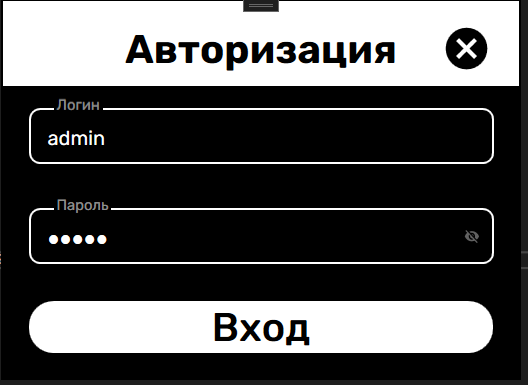 Авторизация
Логин
admin
Пароль
●●●●●
Вход